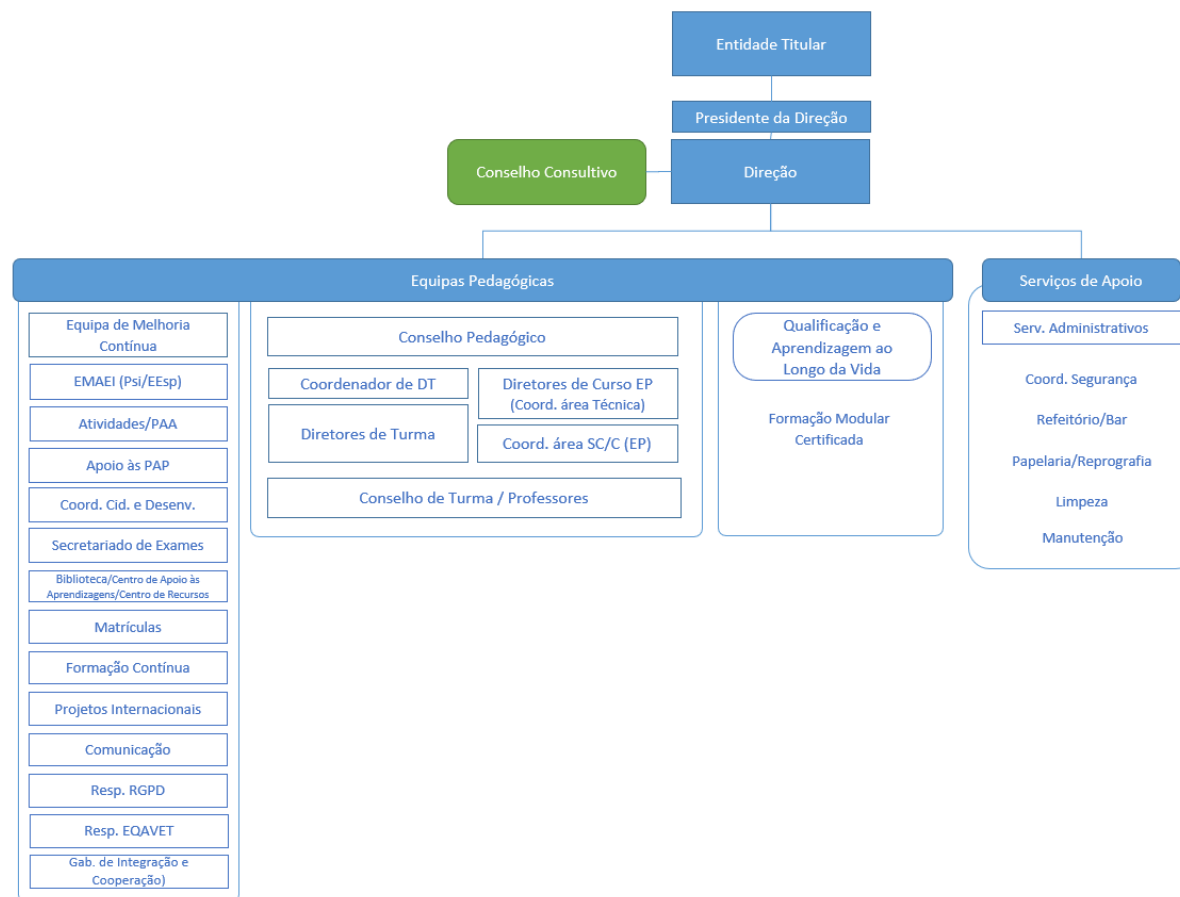 Entidade Titular
Presidente da Direção
Conselho Consultivo
Direção
Equipas Pedagógicas
Serviços de Apoio
Equipa de Melhoria
Contínua
EMAEI (Psi/EEsp)
Atividades/PAA
Apoio às PAP
Coord. Cid. e Desenv.
Secretariado de Exames
Biblioteca/Centro de Apoio às
Aprendizagens/Centro de Recursos
Matrículas
Formação Contínua
Projetos Internacionais
Comunicação
Resp. RGPD
Resp. EQAVET
Gab. de Integração e
Cooperação)
Conselho Pedagógico
Coordenador de DT
Diretores de Turma
Diretores de Curso EP
(Coord. área Técnica)
Coord. área SC/C (EP)
Conselho de Turma / Professores
Qualificação e
Aprendizagem ao
Longo da Vida
Formação Modular
Certificada
Serv. Administrativos
Coord. Segurança
Refeitório/Bar
Papelaria/Reprografia
Limpeza
Manutenção